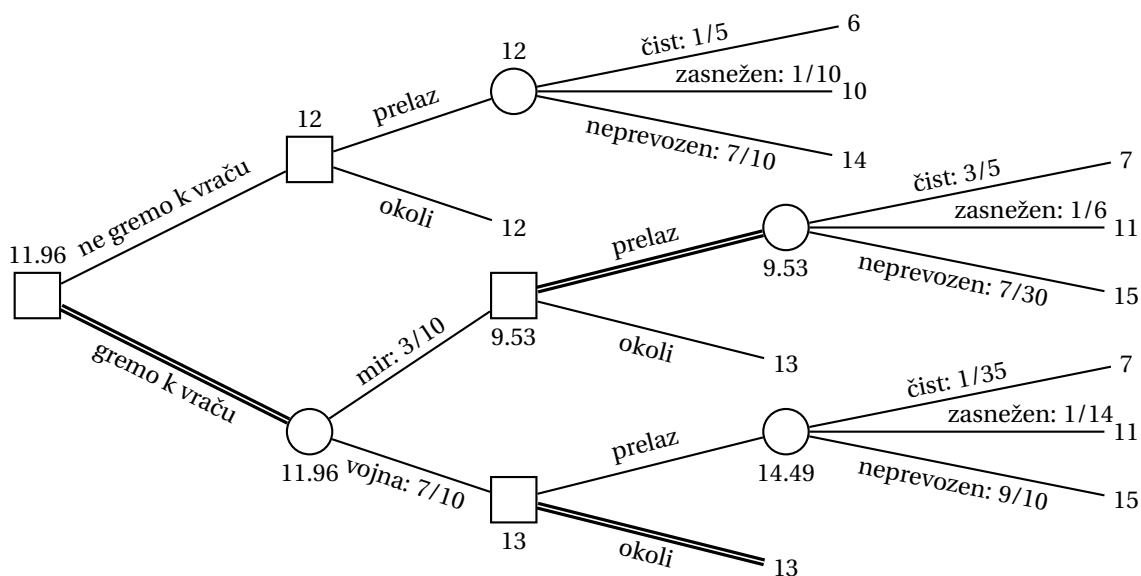 12
čist: 1/5
6
zasnežen: 1/10
10
neprevozen: 7/10
14
12
prelaz
okoli
12
11.96
ne gremo k vraču
gremo k vraču
11.96
mir: 3/10
vojna: 7/10
9.53
prelaz
okoli
13
9.53
čist: 3/5
7
zasnežen: 1/6
11
neprevozen: 7/30
15
13
prelaz
okoli
13
14.49
čist: 1/35
7
zasnežen: 1/14
11
neprevozen: 9/10
15